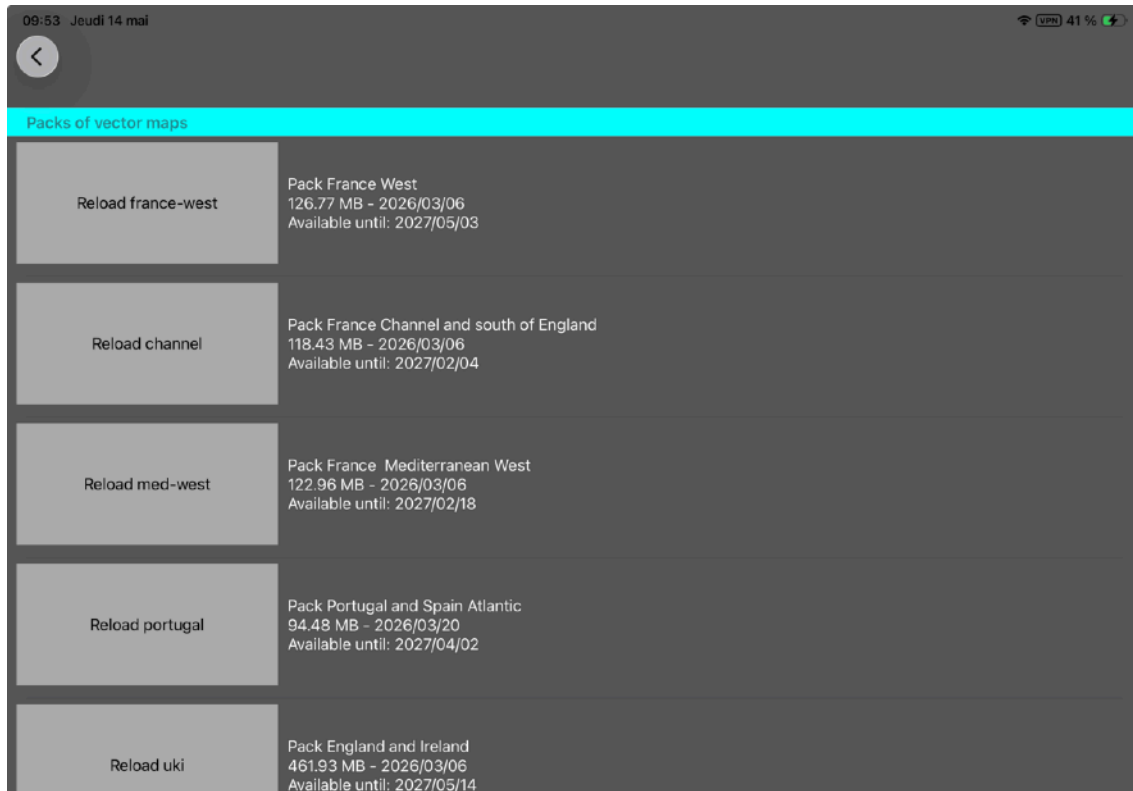 09:53 Jeudi 14 mai
VPN 41 %
Packs of vector maps
Reload france-west
Pack France West
126.77 MB - 2026/03/06
Available until: 2027/05/03
Reload channel
Pack France Channel and south of England
118.43 MB - 2026/03/06
Available until: 2027/02/04
Reload med-west
Pack France  Mediterranean West
122.96 MB - 2026/03/06
Available until: 2027/02/18
Reload portugal
Pack Portugal and Spain Atlantic
94.48 MB - 2026/03/20
Available until: 2027/04/02
Reload uki
Pack England and Ireland
461.93 MB - 2026/03/06
Available until: 2027/05/14